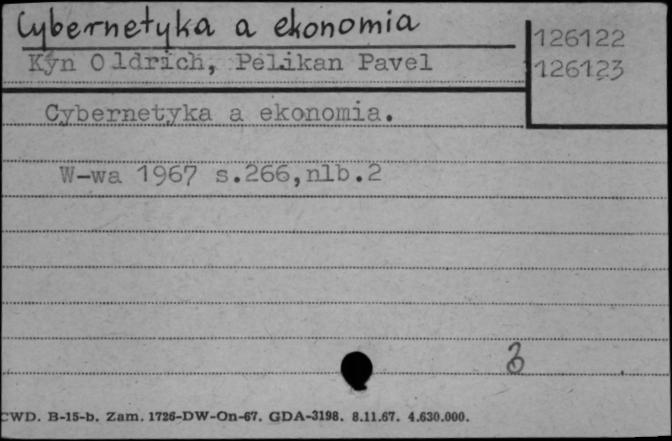 Cybernetyka a ekonomia
126122
Kýn Oldrich, Pelikan Pavel
126123
Cybernetyka a ekonomia.
W-wa 1967 s.266,nlb.2
CWD. B-15-b. Zam. 1726-DW-On-67. GDA-3198. 8.11.67. 4.630.000.